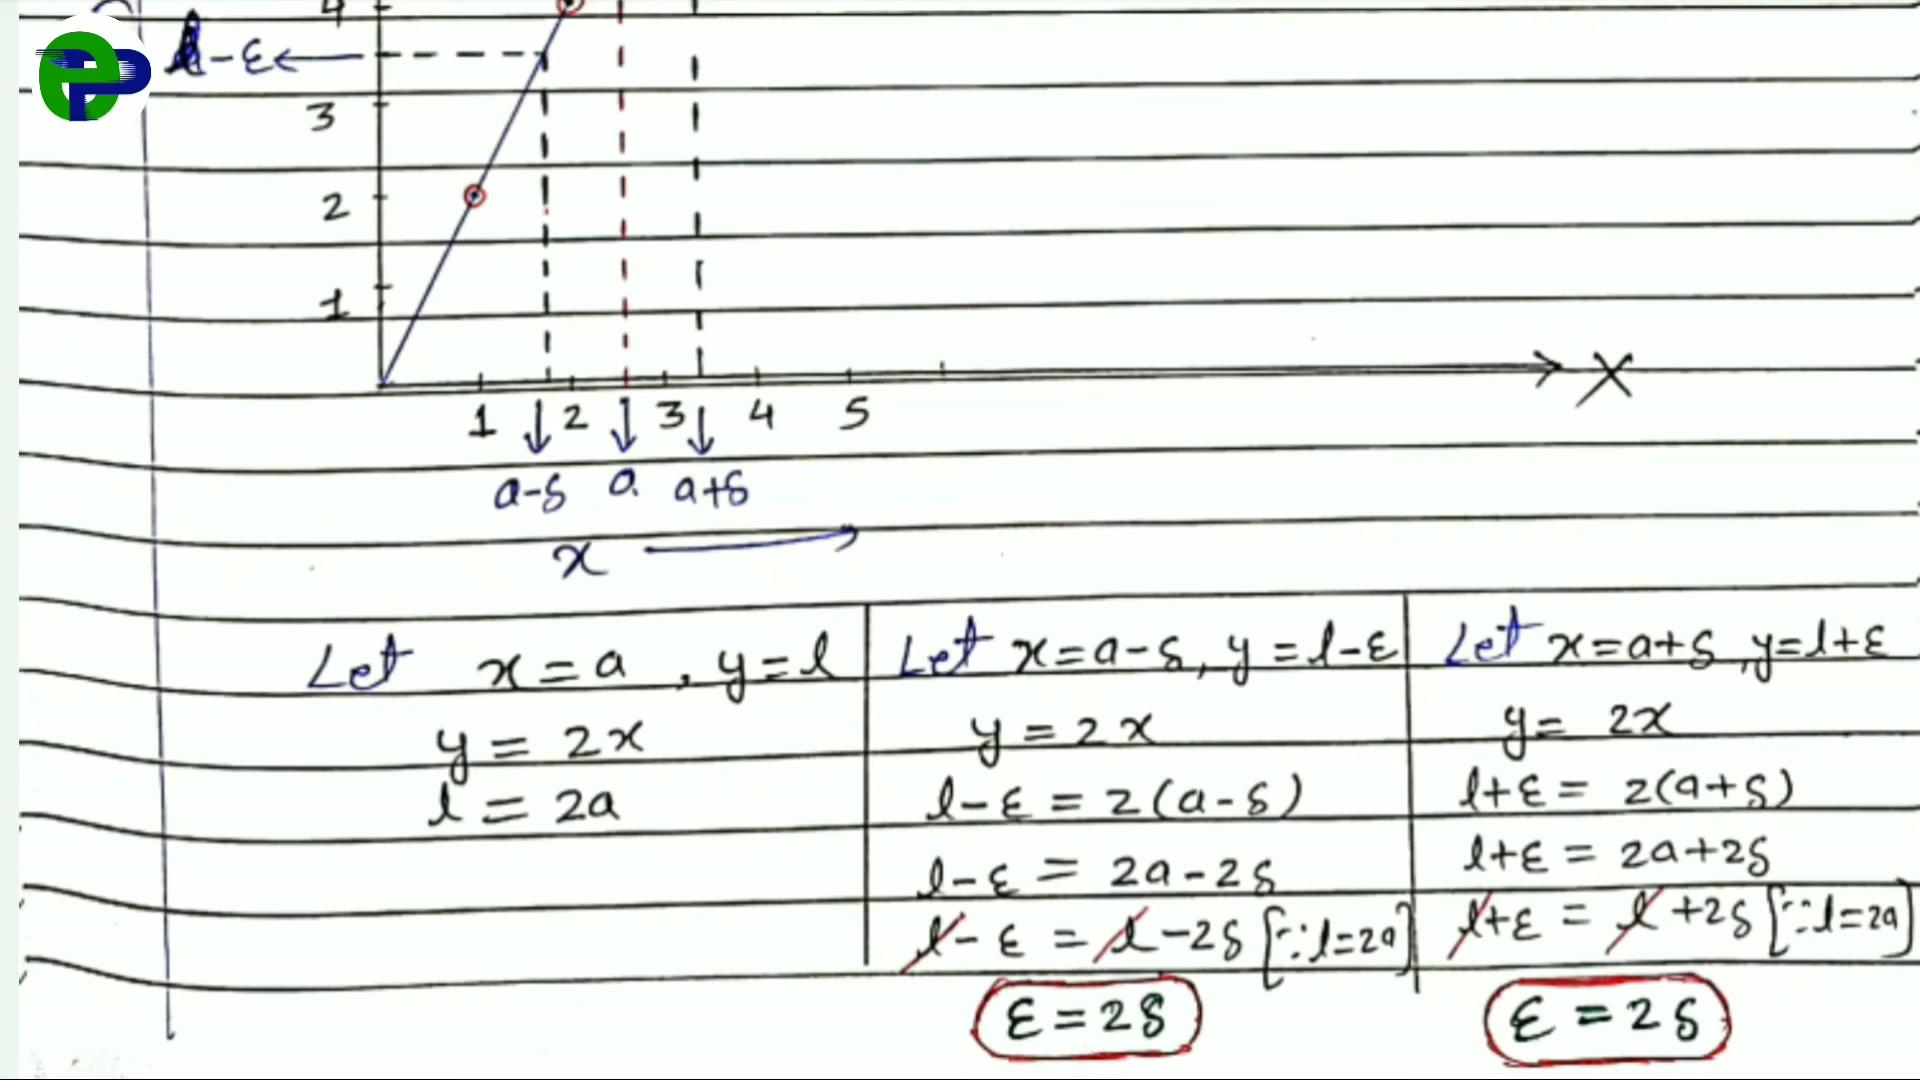 4
l-ε
3
2
1
X
1 2 3 4 5
a-δ a a+δ
x
Let x=a , y=l
y = 2x
l = 2a
Let x=a-δ, y=l-ε
y = 2x
l-ε = 2(a-δ)
l-ε = 2a-2δ
l-ε = l-2δ [∵l=2a]
ε=2δ
Let x=a+δ, y=l+ε
y= 2x
l+ε = 2(a+δ)
l+ε = 2a+2δ
l+ε = l+2δ [∵l=2a]
ε=2δ